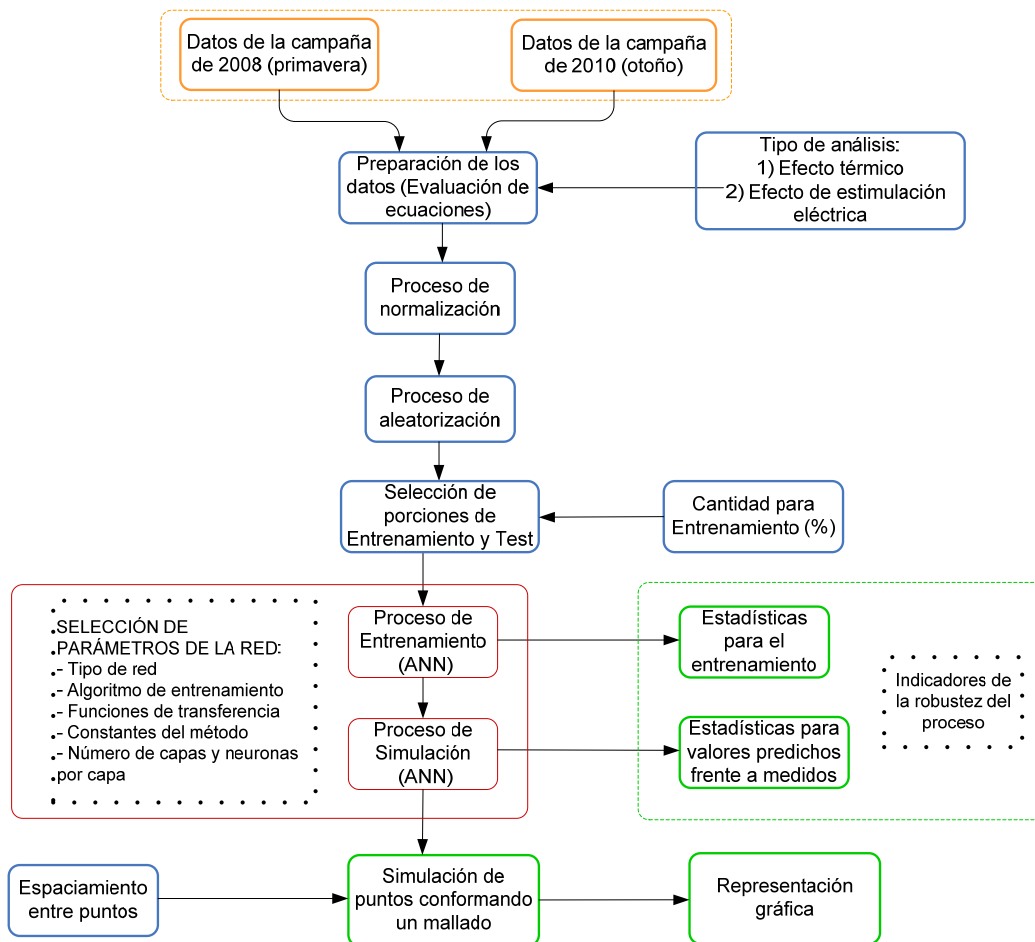 Datos de la campaña
de 2008 (primavera)
Datos de la campaña
de 2010 (otoño)
Preparación de los
datos (Evaluación de
ecuaciones)
Tipo de análisis:
1) Efecto térmico
2) Efecto de estimulación
eléctrica
Proceso de
normalización
Proceso de
aleatorización
Selección de
porciones de
Entrenamiento y Test
Cantidad para
Entrenamiento (%)
SELECCIÓN DE
PARÁMETROS DE LA RED:
- Tipo de red
- Algoritmo de entrenamiento
- Funciones de transferencia
- Constantes del método
- Número de capas y neuronas
por capa
Proceso de
Entrenamiento
(ANN)
Estadísticas
para el
entrenamiento
Indicadores de
la robustez del
proceso
Proceso de
Simulación
(ANN)
Estadísticas para
valores predichos
frente a medidos
Espaciamiento
entre puntos
Simulación de
puntos conformando
un mallado
Representación
gráfica